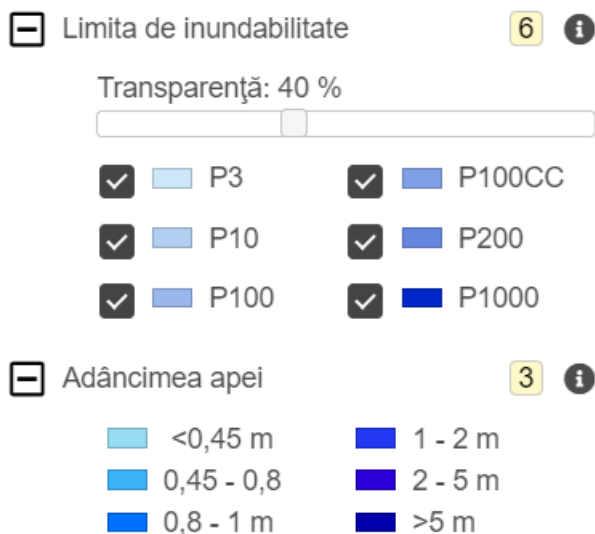 Limita de inundabilitate 6
Transparenţă: 40 %
P3 P100CC
P10 P200
P100 P1000
Adâncimea apei 3
<0,45 m 1 - 2 m
0,45 - 0,8 2 - 5 m
0,8 - 1 m >5 m